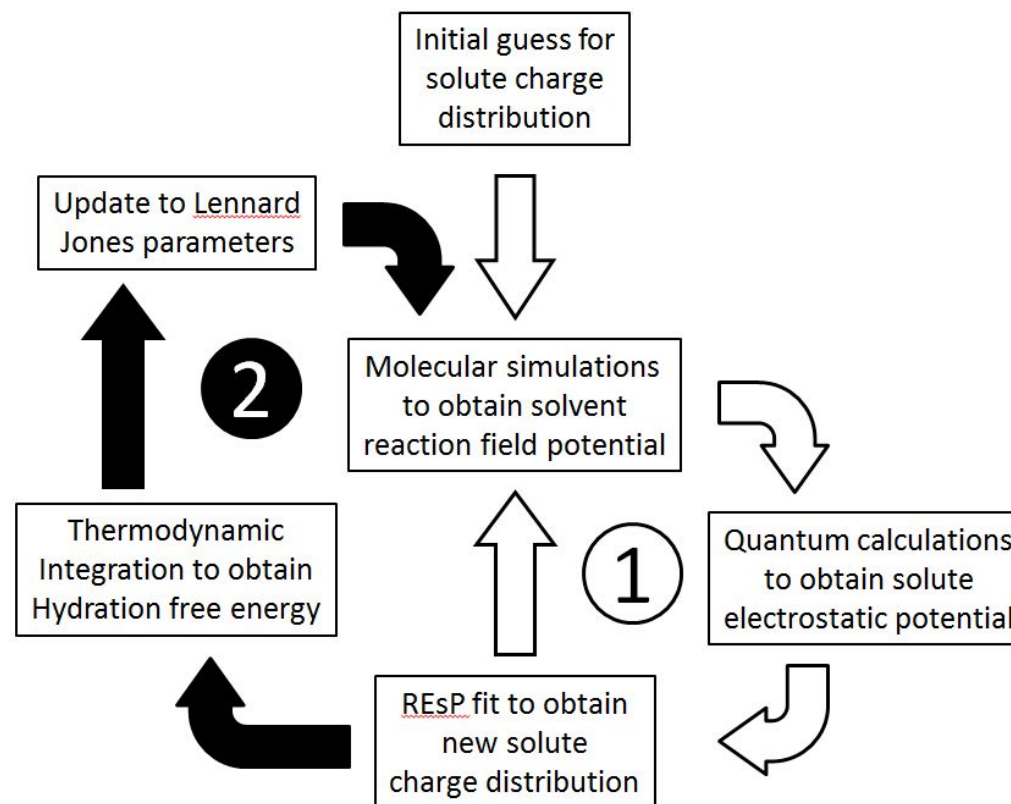 Initial guess for
solute charge
distribution
Update to Lennard
Jones parameters
2
Molecular simulations
to obtain solvent
reaction field potential
Thermodynamic
Integration to obtain
Hydration free energy
1
Quantum calculations
to obtain solute
electrostatic potential
REsP fit to obtain
new solute
charge distribution